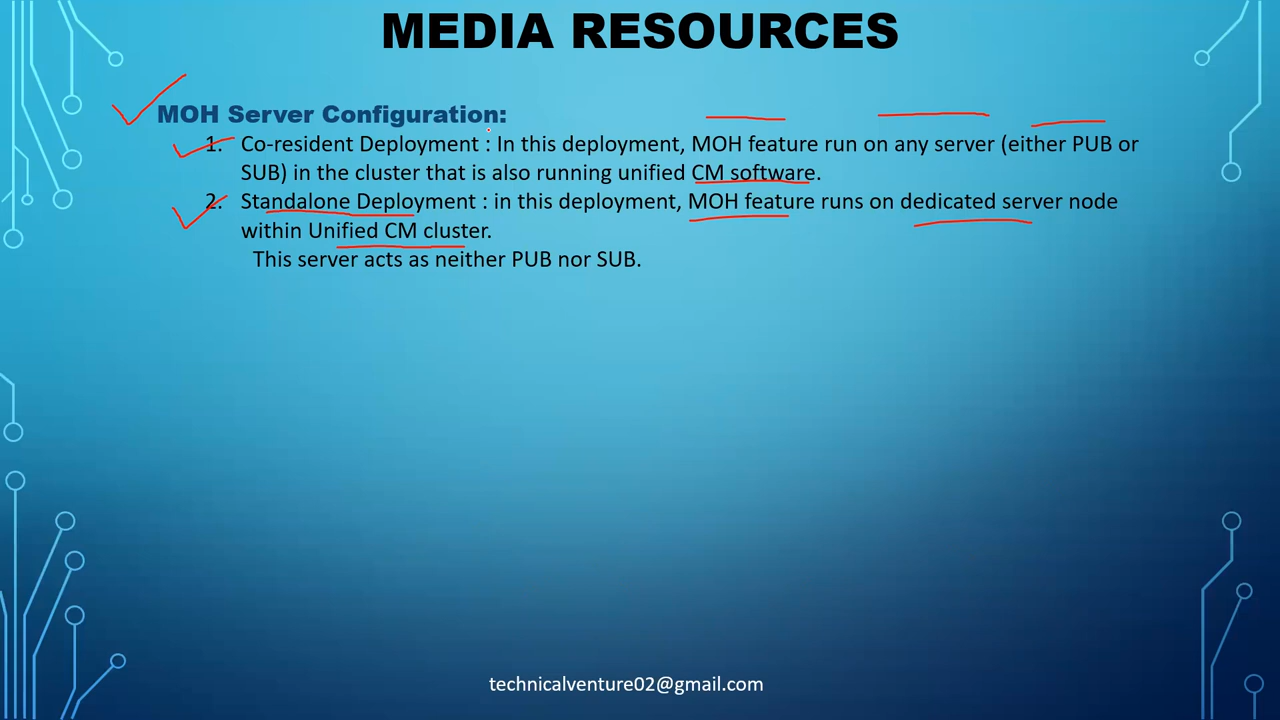 MEDIA RESOURCES
MOH Server Configuration:
1. Co-resident Deployment : In this deployment, MOH feature run on any server (either PUB or
SUB) in the cluster that is also running unified CM software.
2. Standalone Deployment : in this deployment, MOH feature runs on dedicated server node
within Unified CM cluster.
This server acts as neither PUB nor SUB.
technicalventure02@gmail.com